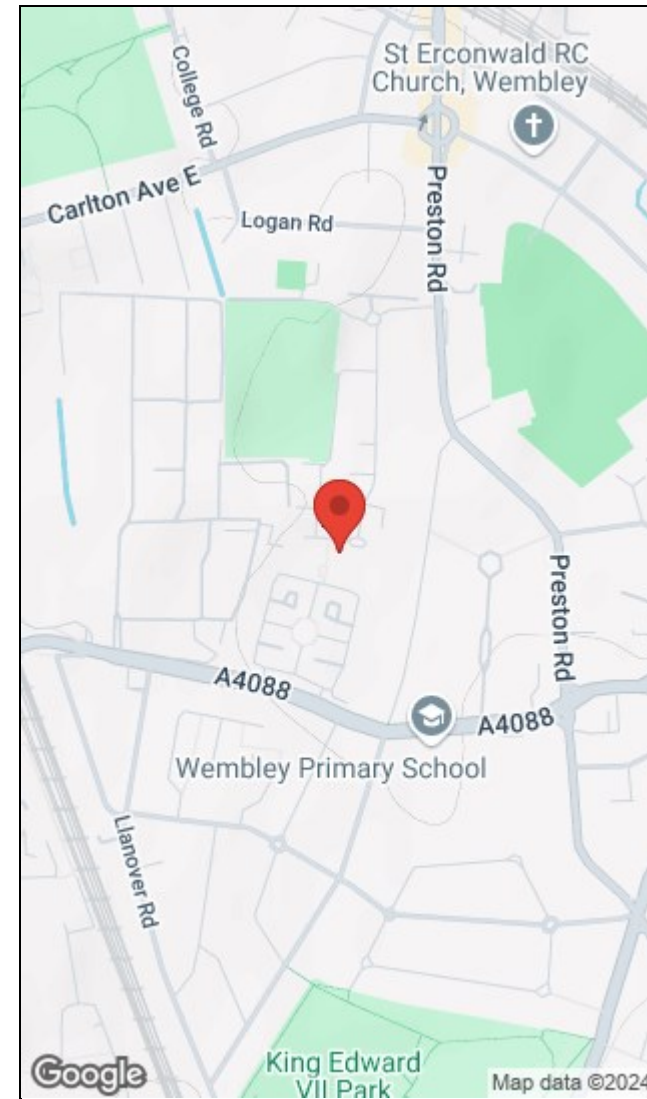 St Erconwald RC
Church, Wembley
College Rd
Carlton Ave E
Logan Rd
Preston Rd
Preston Rd
A4088
A4088
Wembley Primary School
Llanover Rd
King Edward
VII Park
Google
Map data ©2024